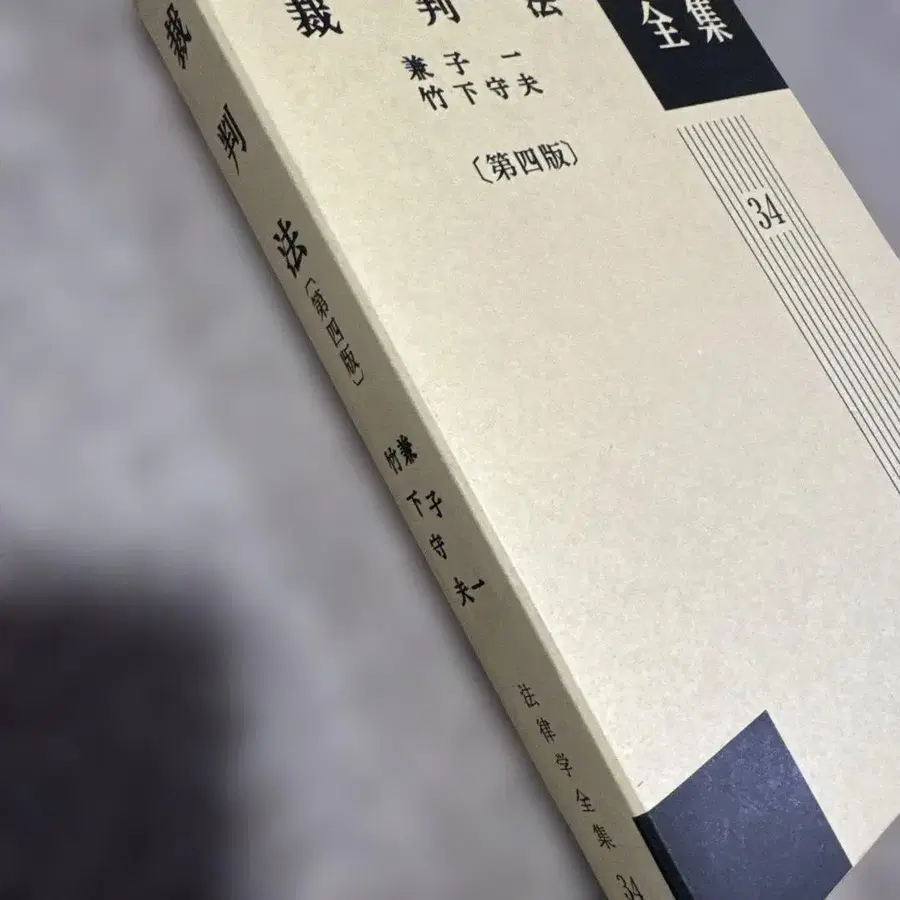 裁判法
兼子一
竹下守夫
〔第四版〕
全集
34
裁判法〔第四版〕
兼子一
竹下守夫
法律学全集
34